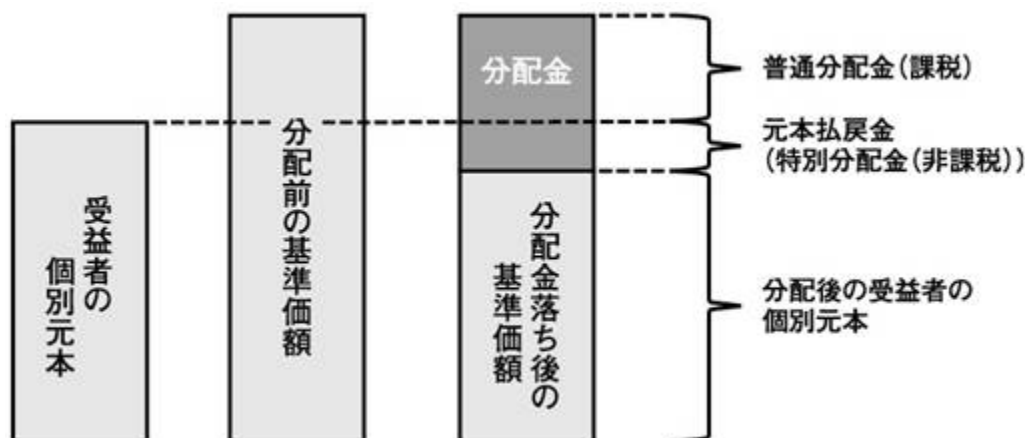 受益者の
個別元本
分配前の基準価額
分配金
分配金落ち後の
基準価額
普通分配金(課税)
元本払戻金
(特別分配金(非課税))
分配後の受益者の
個別元本